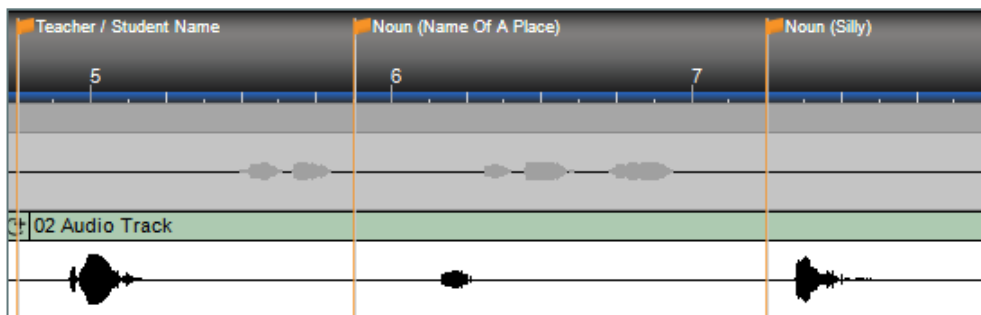 Teacher / Student Name
Noun (Name Of A Place)
Noun (Silly)
5
6
7
02 Audio Track